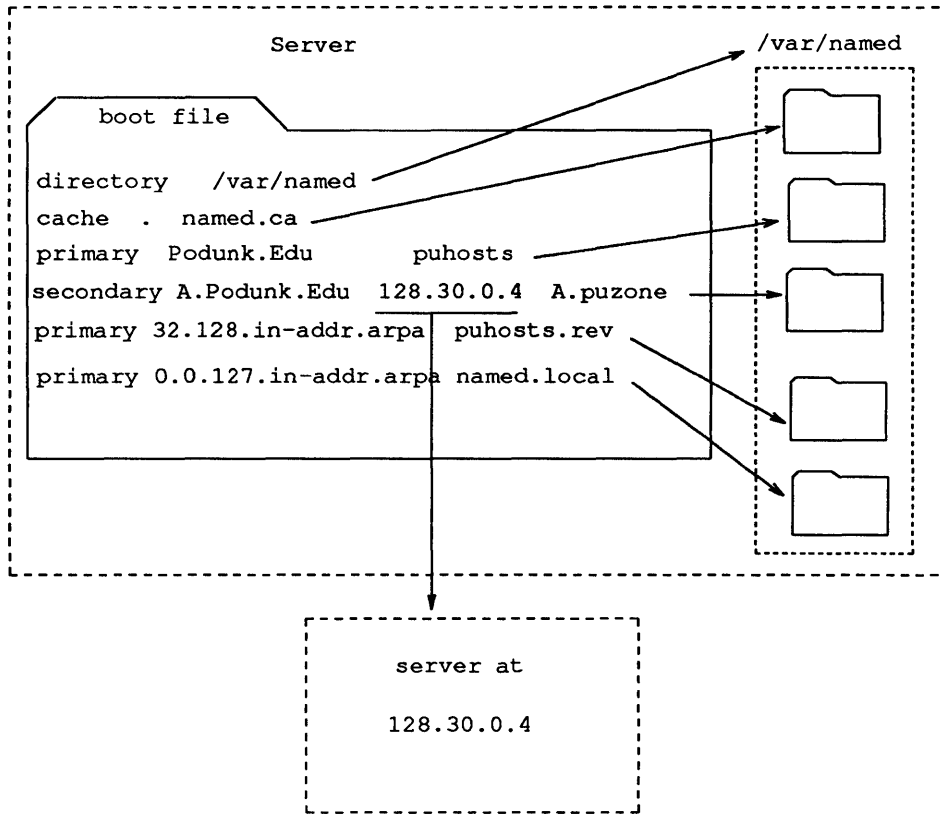 Server
/var/named
boot file
directory /var/named
cache . named.ca
primary Podunk.Edu puhosts
secondary A.Podunk.Edu 128.30.0.4 A.puzone
primary 32.128.in-addr.arpa puhosts.rev
primary 0.0.127.in-addr.arpa named.local
server at
128.30.0.4